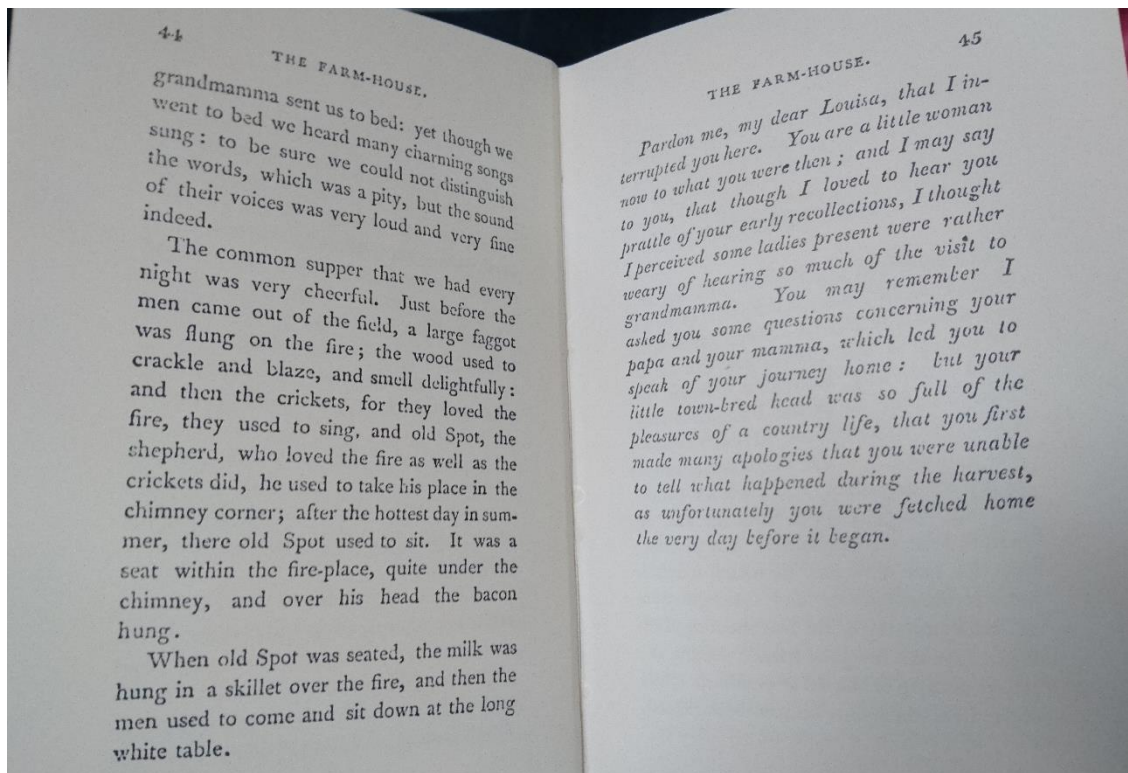 44
THE FARM-HOUSE.
grandmamma sent us to bed: yet though we
went to bed we heard many charming songs
sung: to be sure we could not distinguish
the words, which was a pity, but the sound
of their voices was very loud and very fine
indeed.
The common supper that we had every
night was very cheerful. Just before the
men came out of the field, a large faggot
was flung on the fire; the wood used to
crackle and blaze, and smell delightfully:
and then the crickets, for they loved the
fire, they used to sing, and old Spot, the
shepherd, who loved the fire as well as the
crickets did, he used to take his place in the
chimney corner; after the hottest day in sum-
mer, there old Spot used to sit. It was a
seat within the fire-place, quite under the
chimney, and over his head the bacon
hung.
When old Spot was seated, the milk was
hung in a skillet over the fire, and then the
men used to come and sit down at the long
white table.
45
THE FARM-HOUSE.
Pardon me, my dear Louisa, that I in-
terrupted you here. You are a little woman
now to what you were then; and I may say
to you, that though I loved to hear you
prattle of your early recollections, I thought
I perceived some ladies present were rather
weary of hearing so much of the visit to
grandmamma. You may remember I
asked you some questions concerning your
papa and your mamma, which led you to
speak of your journey home: but your
little town-bred head was so full of the
pleasures of a country life, that you first
made many apologies that you were unable
to tell what happened during the harvest,
as unfortunately you were fetched home
the very day before it began.